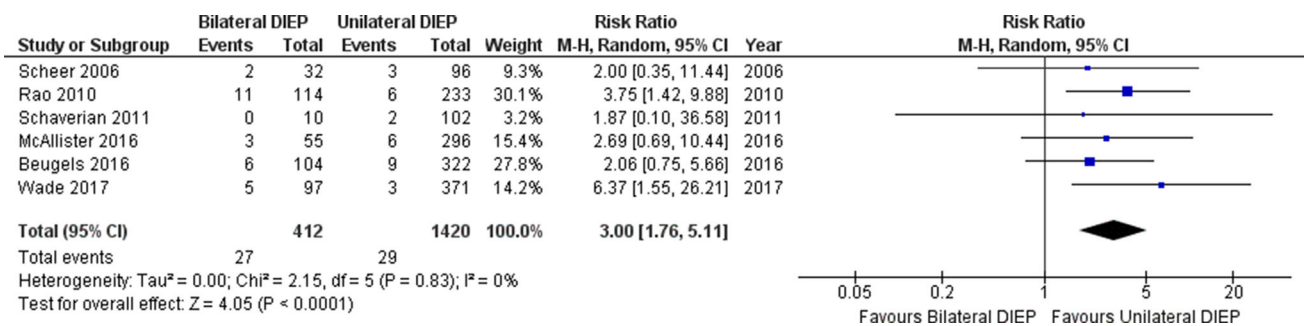 Bilateral DIEP Unilateral DIEP Risk Ratio Risk Ratio
Study or Subgroup Events Total Events Total Weight M-H, Random, 95% CI Year M-H, Random, 95% CI
Scheer 2006 2 32 3 96 9.3% 2.00 [0.35, 11.44] 2006
Rao 2010 11 114 6 233 30.1% 3.75 [1.42, 9.88] 2010
Schaverian 2011 0 10 2 102 3.2% 1.87 [0.10, 36.58] 2011
McAllister 2016 3 55 6 296 15.4% 2.69 [0.69, 10.44] 2016
Beugels 2016 6 104 9 322 27.8% 2.06 [0.75, 5.66] 2016
Wade 2017 5 97 3 371 14.2% 6.37 [1.55, 26.21] 2017
Total (95% CI) 412 1420 100.0% 3.00 [1.76, 5.11]
Total events 27 29
Heterogeneity: Tau² = 0.00; Chi² = 2.15, df = 5 (P = 0.83); I² = 0%
Test for overall effect: Z = 4.05 (P < 0.0001)
0.05 0.2 1 5 20
Favours Bilateral DIEP Favours Unilateral DIEP